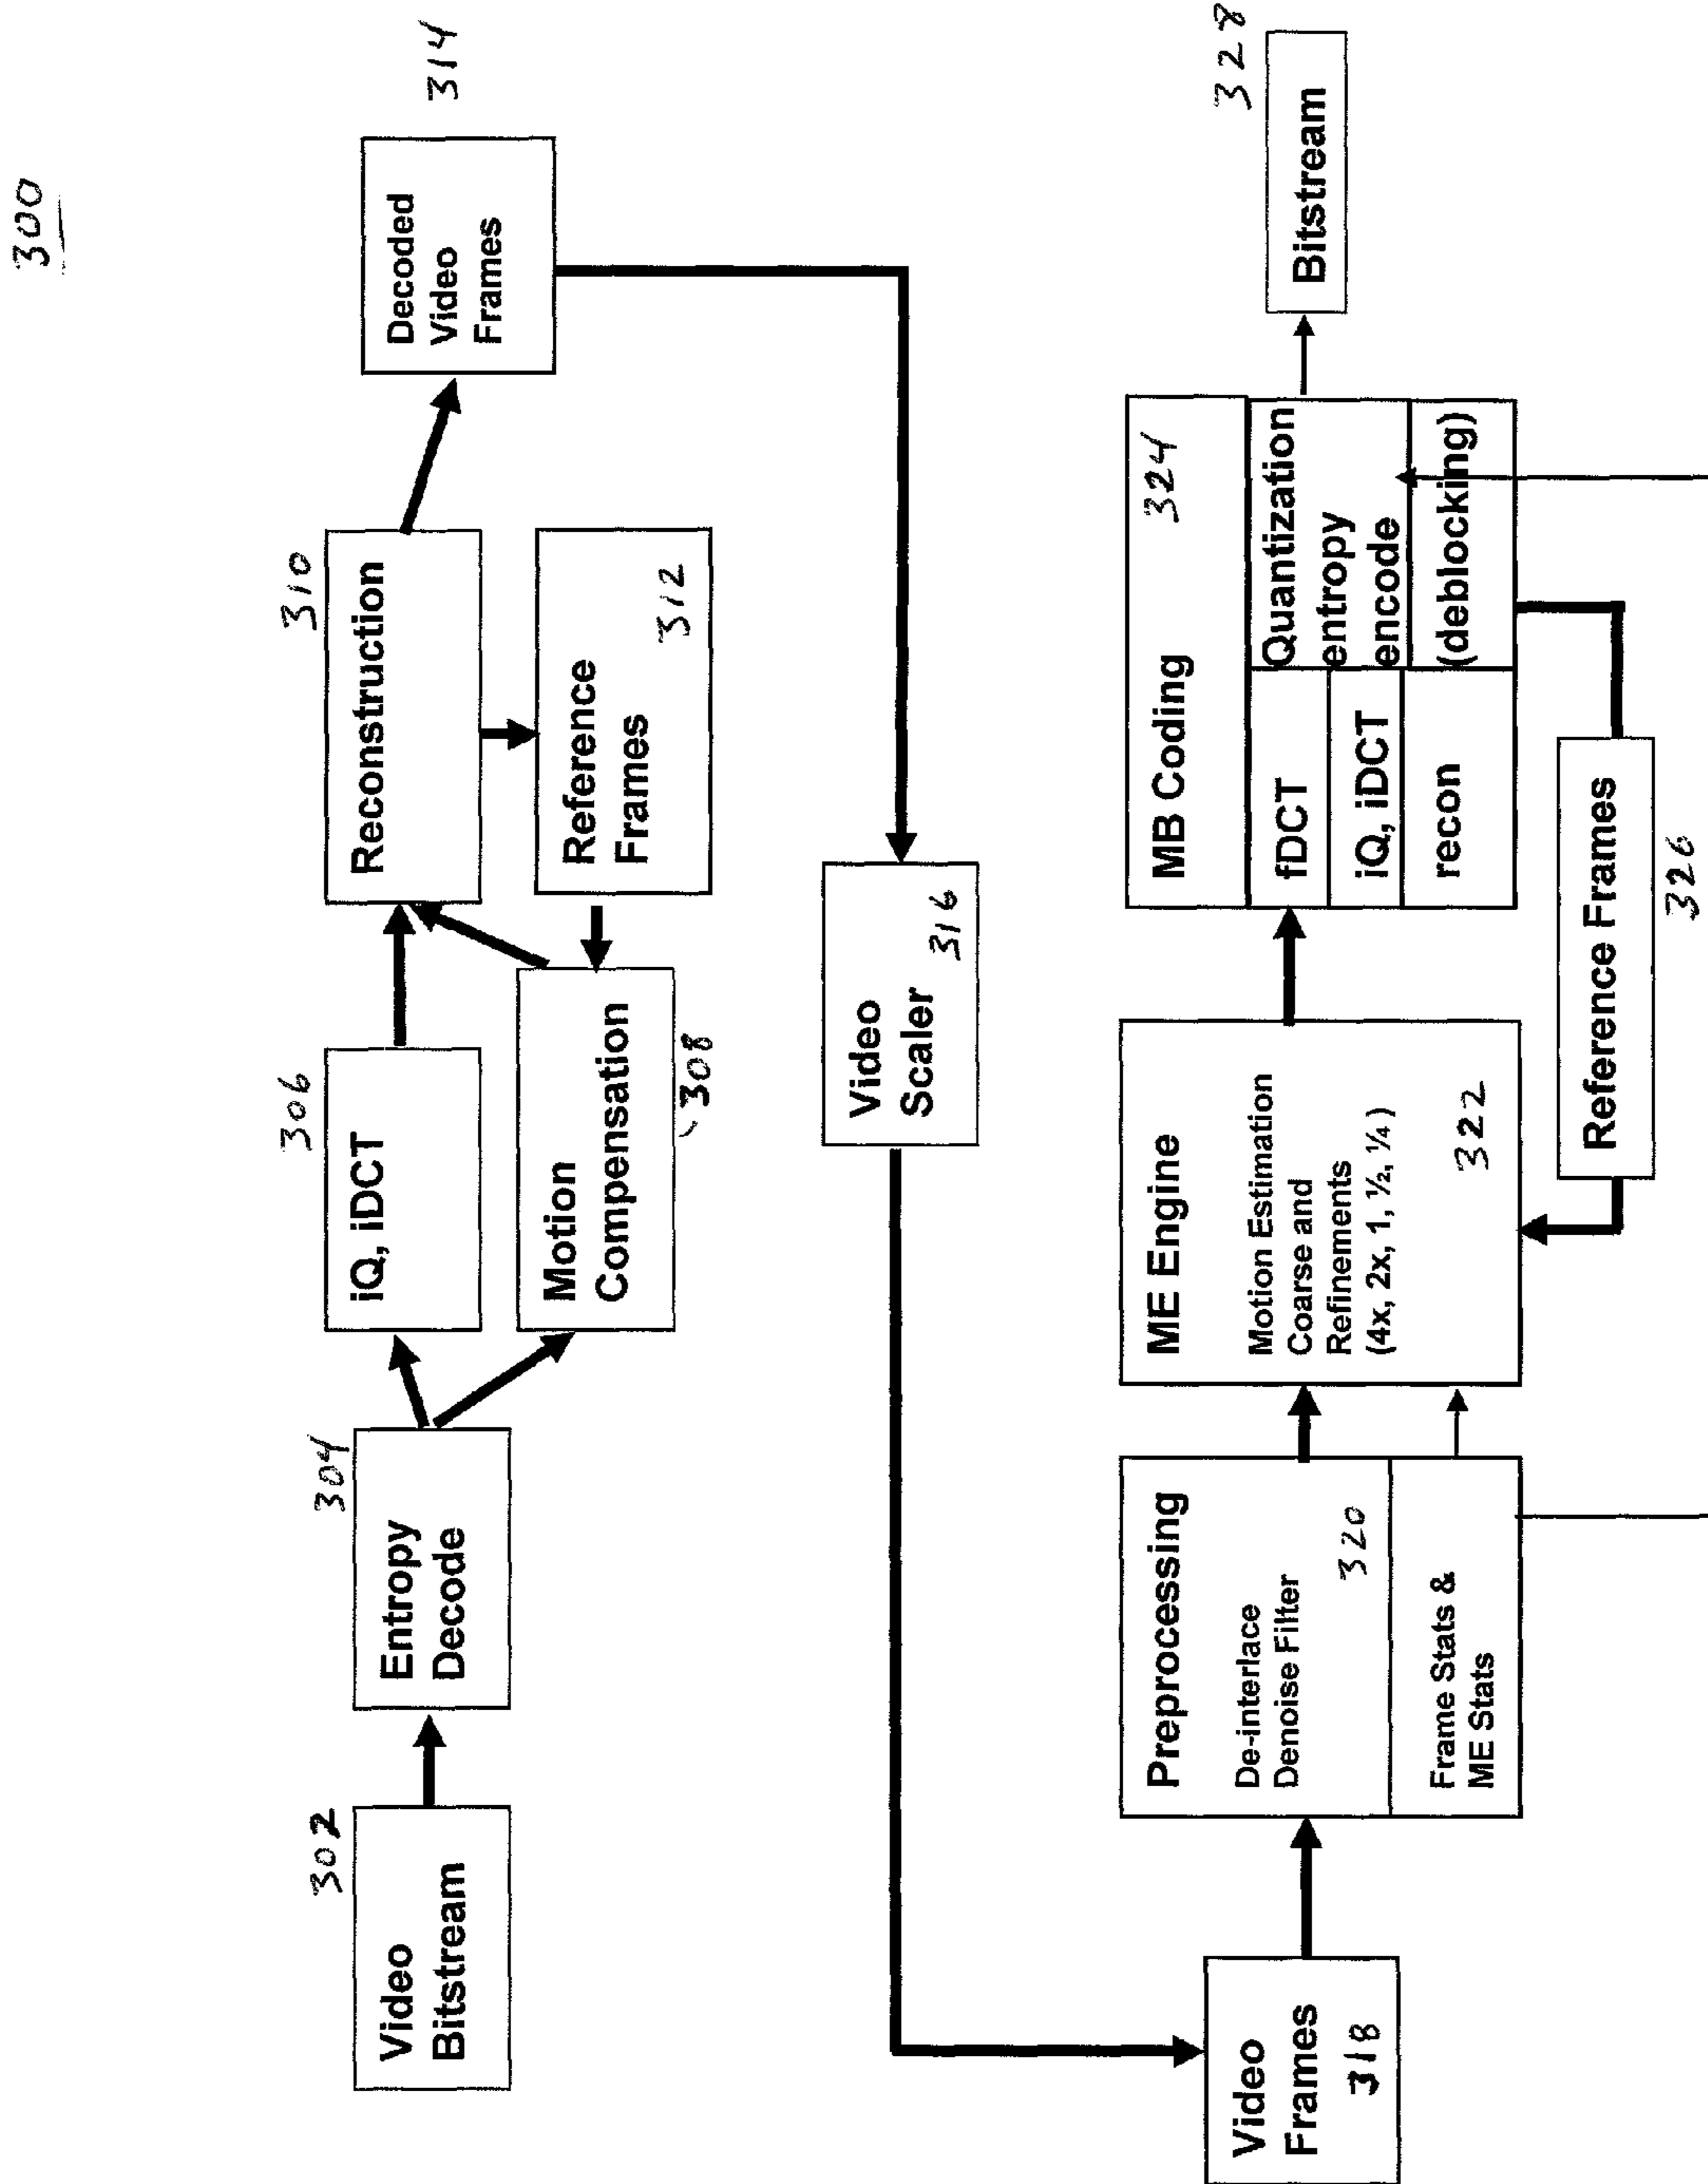 300
302
Video
Bitstream
304
Entropy
Decode
306
iQ, iDCT
Motion
Compensation
308
310
Reconstruction
Reference
Frames
312
Decoded
Video
Frames
314
Video
Scaler
316
Video
Frames
318
Preprocessing
De-interlace
Denoise Filter
320
Frame Stats &
ME Stats
ME Engine
Motion Estimation
Coarse and
Refinements
(4x, 2x, 1, ½, ¼)
322
MB Coding
324
fDCT
iQ, iDCT
recon
Quantization
entropy
encode
(deblocking)
Reference Frames
326
Bitstream
328